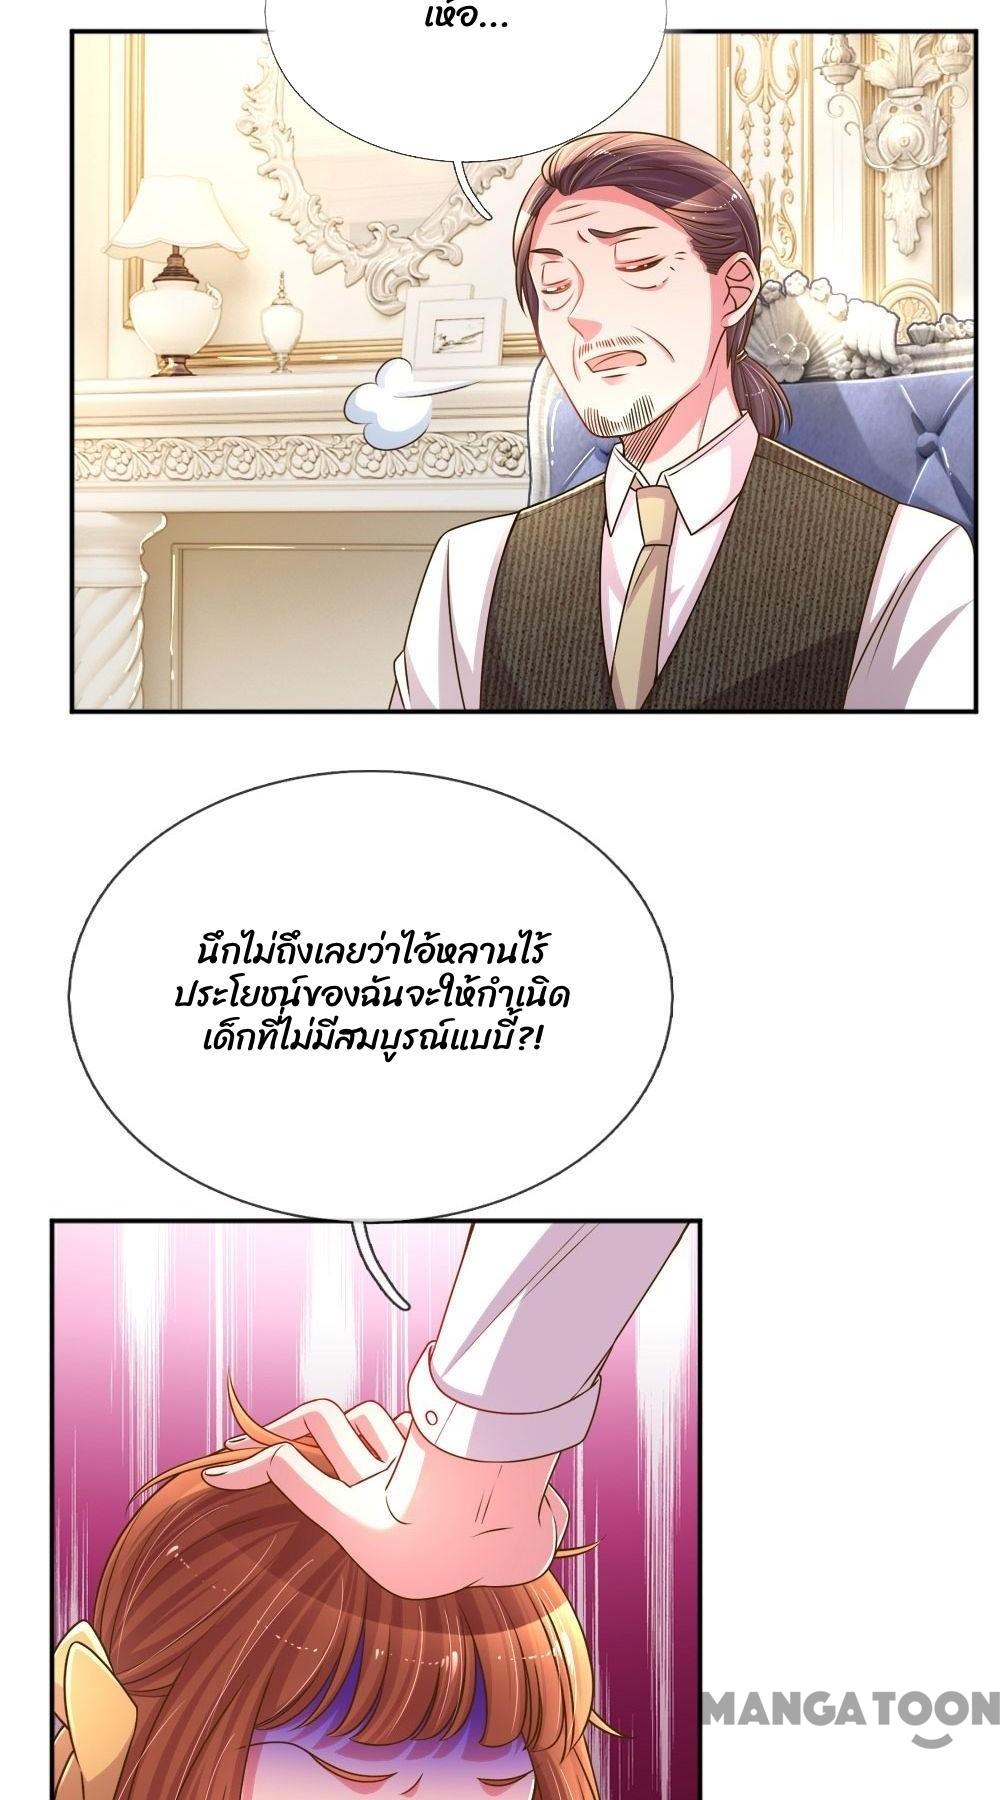 เห้อ...
นึกไม่ถึงเลยว่าไอ้หลานไร้
ประโยชน์ของฉันจะให้กำเนิด
เด็กที่ไม่มีสมบูรณ์แบบี้?!
MANGATOON